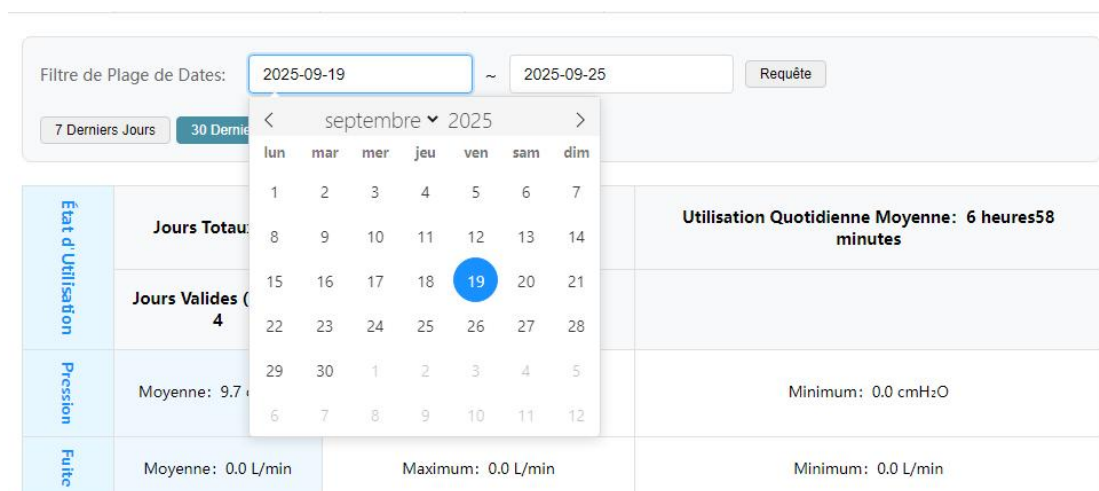 Filtre de Plage de Dates: 2025-09-19 ~ 2025-09-25 Requête
7 Derniers Jours 30 Dernie
septembre 2025
lun mar mer jeu ven sam dim
1 2 3 4 5 6 7
8 9 10 11 12 13 14
15 16 17 18 19 20 21
22 23 24 25 26 27 28
29 30 1 2 3 4 5
6 7 8 9 10 11 12
État d'Utilisation
Jours Totau
Utilisation Quotidienne Moyenne: 6 heures58
minutes
Jours Valides (
4
Pression
Moyenne: 9.7
Minimum: 0.0 cmH₂O
Fuite
Moyenne: 0.0 L/min Maximum: 0.0 L/min Minimum: 0.0 L/min